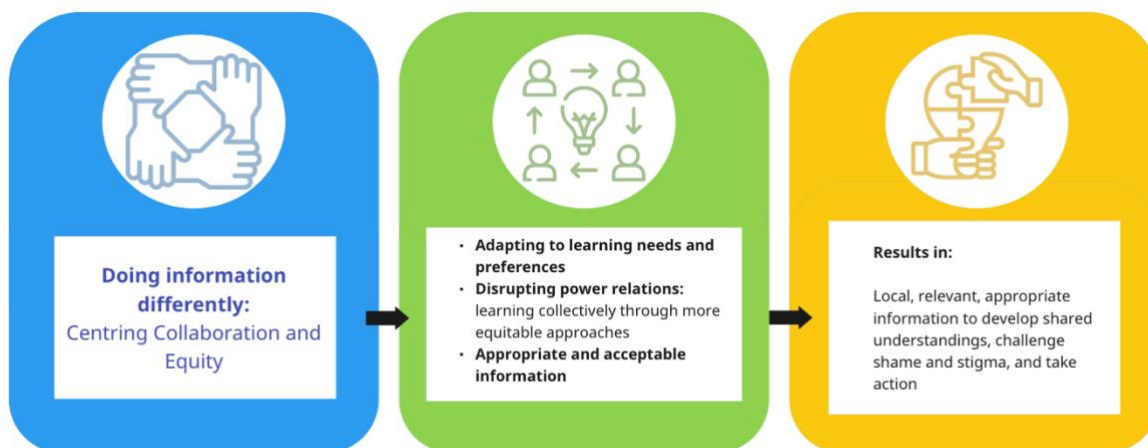 Doing information
differently:
Centring Collaboration and
Equity
• Adapting to learning needs and
preferences
• Disrupting power relations:
learning collectively through more
equitable approaches
• Appropriate and acceptable
information
Results in:
Local, relevant, appropriate
information to develop shared
understandings, challenge
shame and stigma, and take
action